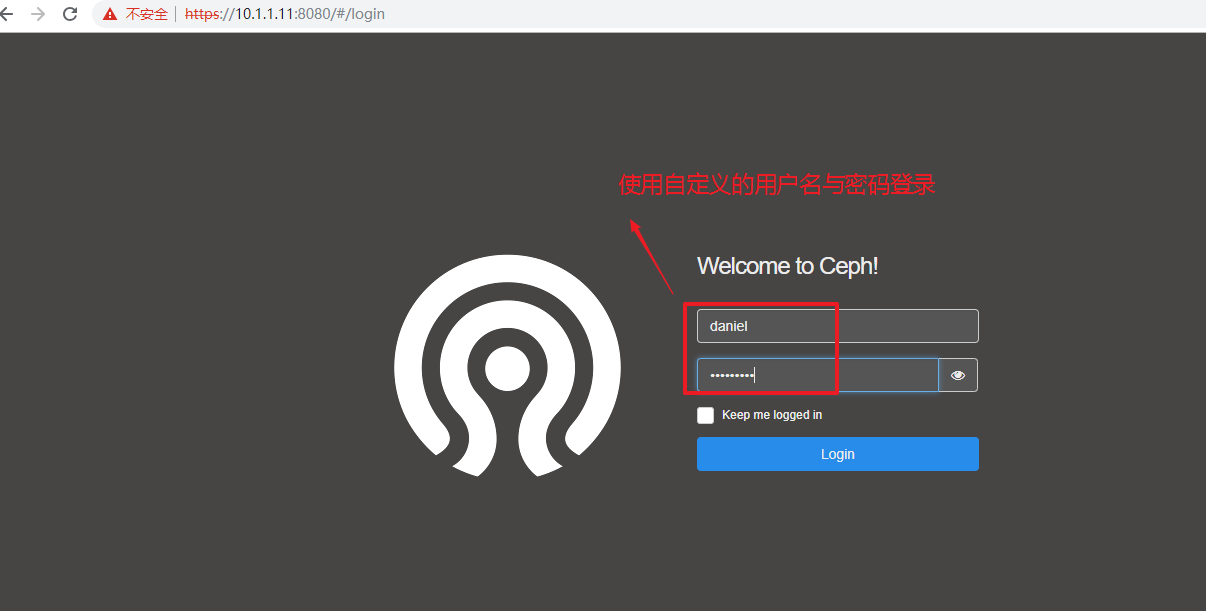 不安全 https://10.1.1.11:8080/#/login
使用自定义的用户名与密码登录
Welcome to Ceph!
daniel
•••••••••
Keep me logged in
Login